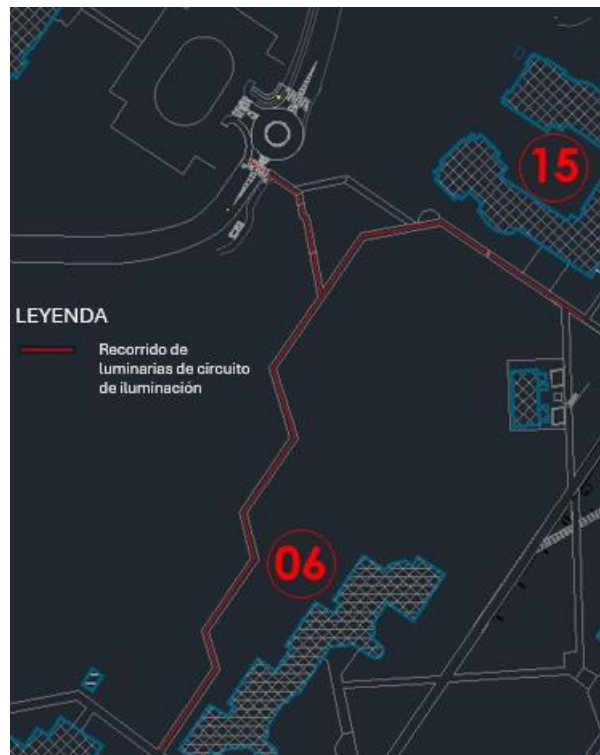 15
LEYENDA
Recorrido de
luminarias de circuito
de iluminación
06